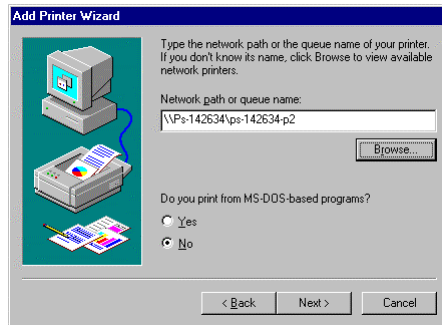 Add Printer Wizard
Type the network path or the queue name of your printer.
If you don't know its name, click Browse to view available
network printers.
Network path or queue name:
\\Ps-142634\ps-142634-p2
Browse...
Do you print from MS-DOS-based programs?
Yes
No
< Back
Next >
Cancel